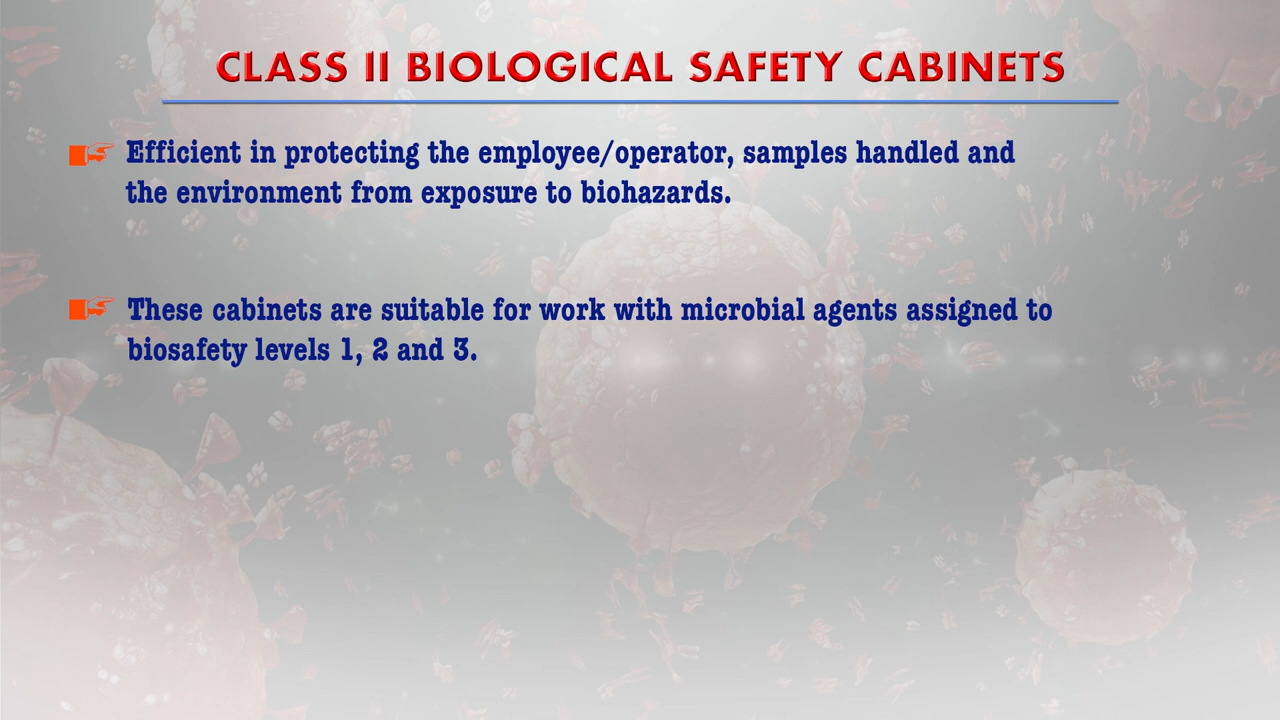 CLASS II BIOLOGICAL SAFETY CABINETS
Efficient in protecting the employee/operator, samples handled and
the environment from exposure to biohazards.
These cabinets are suitable for work with microbial agents assigned to
biosafety levels 1, 2 and 3.